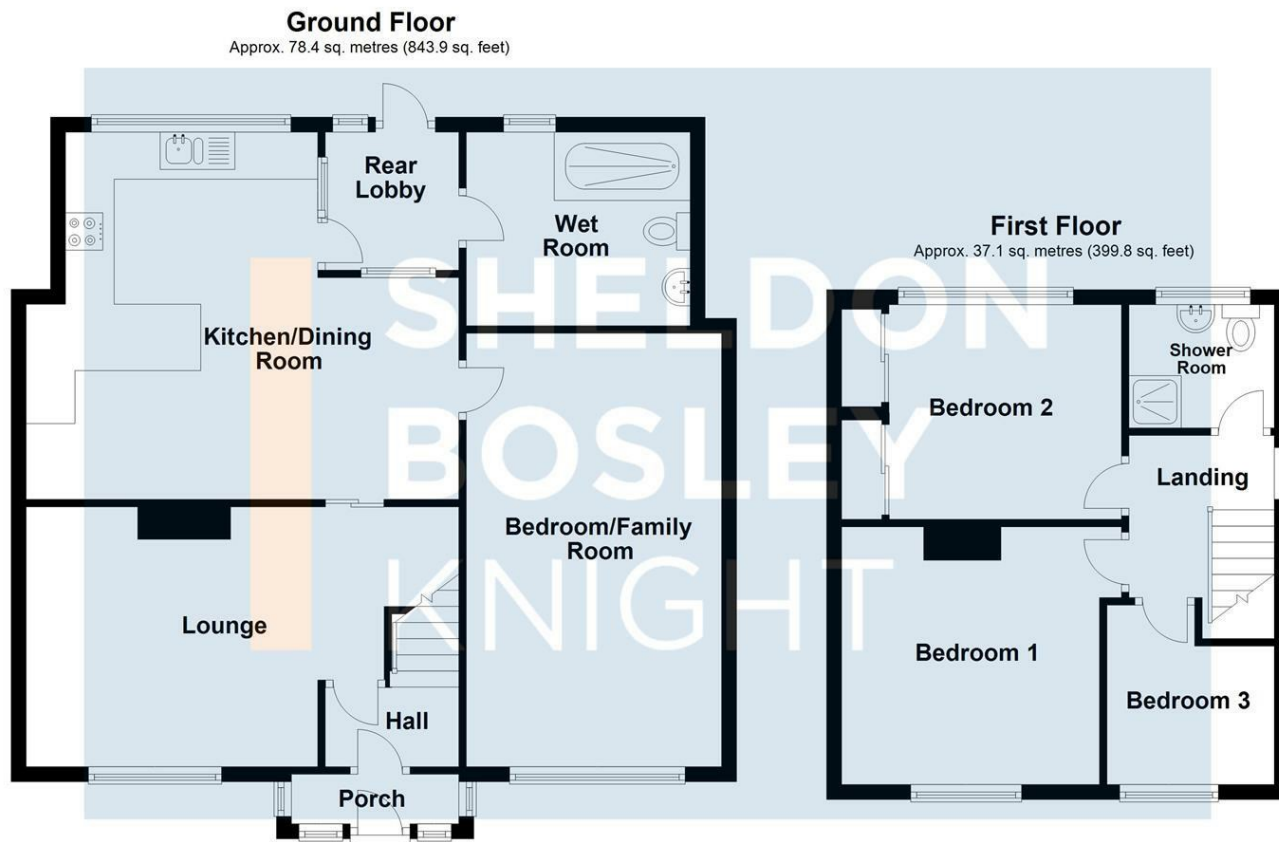 Ground Floor
Approx. 78.4 sq. metres (843.9 sq. feet)
Rear
Lobby
Wet
Room
Kitchen/Dining
Room
Bedroom/Family
Room
Lounge
Hall
Porch
First Floor
Approx. 37.1 sq. metres (399.8 sq. feet)
Shower
Room
Bedroom 2
Landing
Bedroom 1
Bedroom 3
SHELDON
BOSLEY
KNIGHT